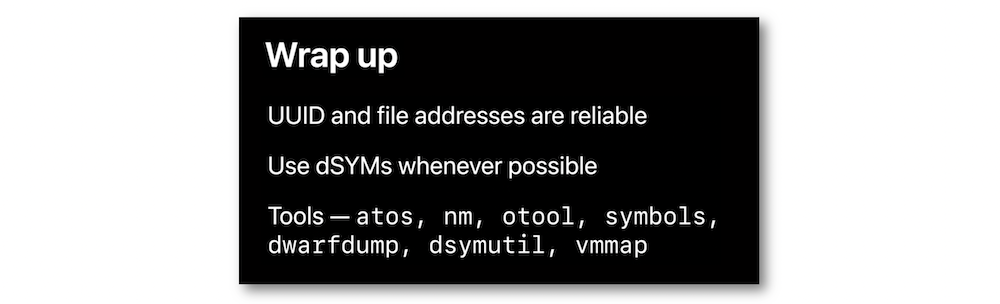 Wrap up
UUID and file addresses are reliable
Use dSYMs whenever possible
Tools — atos, nm, otool, symbols,
dwarfdump, dsymutil, vmmap